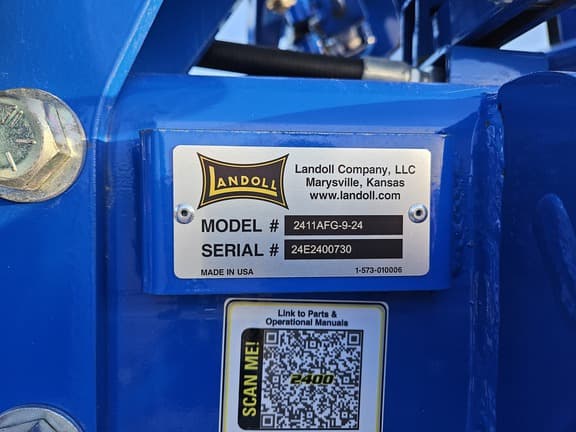 LANDOLL
Landoll Company, LLC
Marysville, Kansas
www.landoll.com
MODEL # 2411AFG-9-24
SERIAL # 24E2400730
MADE IN USA 1-573-010006
Link to Parts &
Operational Manuals
SCAN ME!
2400